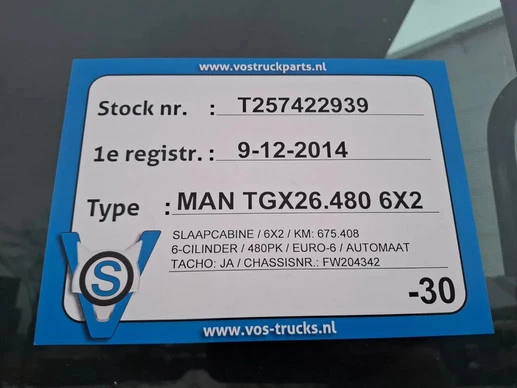 www.vostruckparts.nl
Stock nr. : T257422939
1e registr. : 9-12-2014
Type : MAN TGX26.480 6X2
SLAAPCABINE / 6X2 / KM: 675.408
6-CILINDER / 480PK / EURO-6 / AUTOMAAT
TACHO: JA / CHASSISNR.: FW204342
S
-30
www.vos-trucks.nl